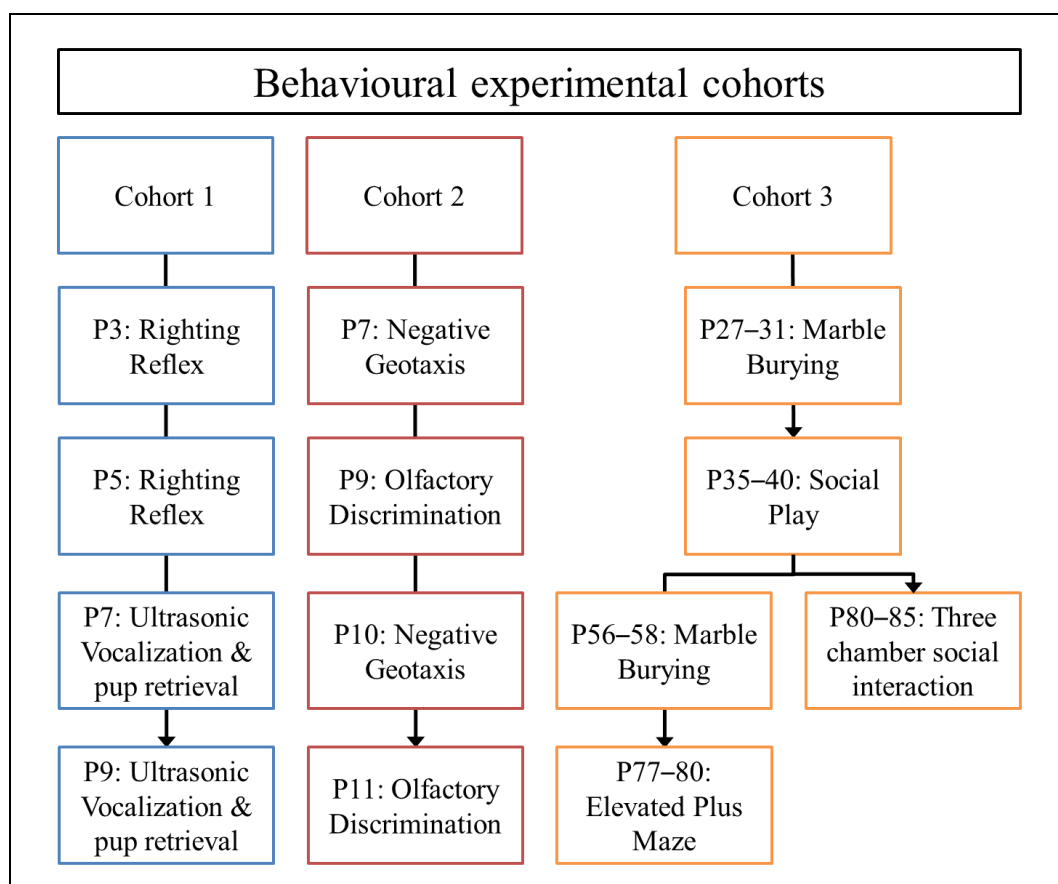 Behavioural experimental cohorts
Cohort 1
P3: Righting
Reflex
P5: Righting
Reflex
P7: Ultrasonic
Vocalization &
pup retrieval
P9: Ultrasonic
Vocalization &
pup retrieval
Cohort 2
P7: Negative
Geotaxis
P9: Olfactory
Discrimination
P10: Negative
Geotaxis
P11: Olfactory
Discrimination
Cohort 3
P27–31: Marble
Burying
P35–40: Social
Play
P56–58: Marble
Burying
P77–80:
Elevated Plus
Maze
P80–85: Three
chamber social
interaction